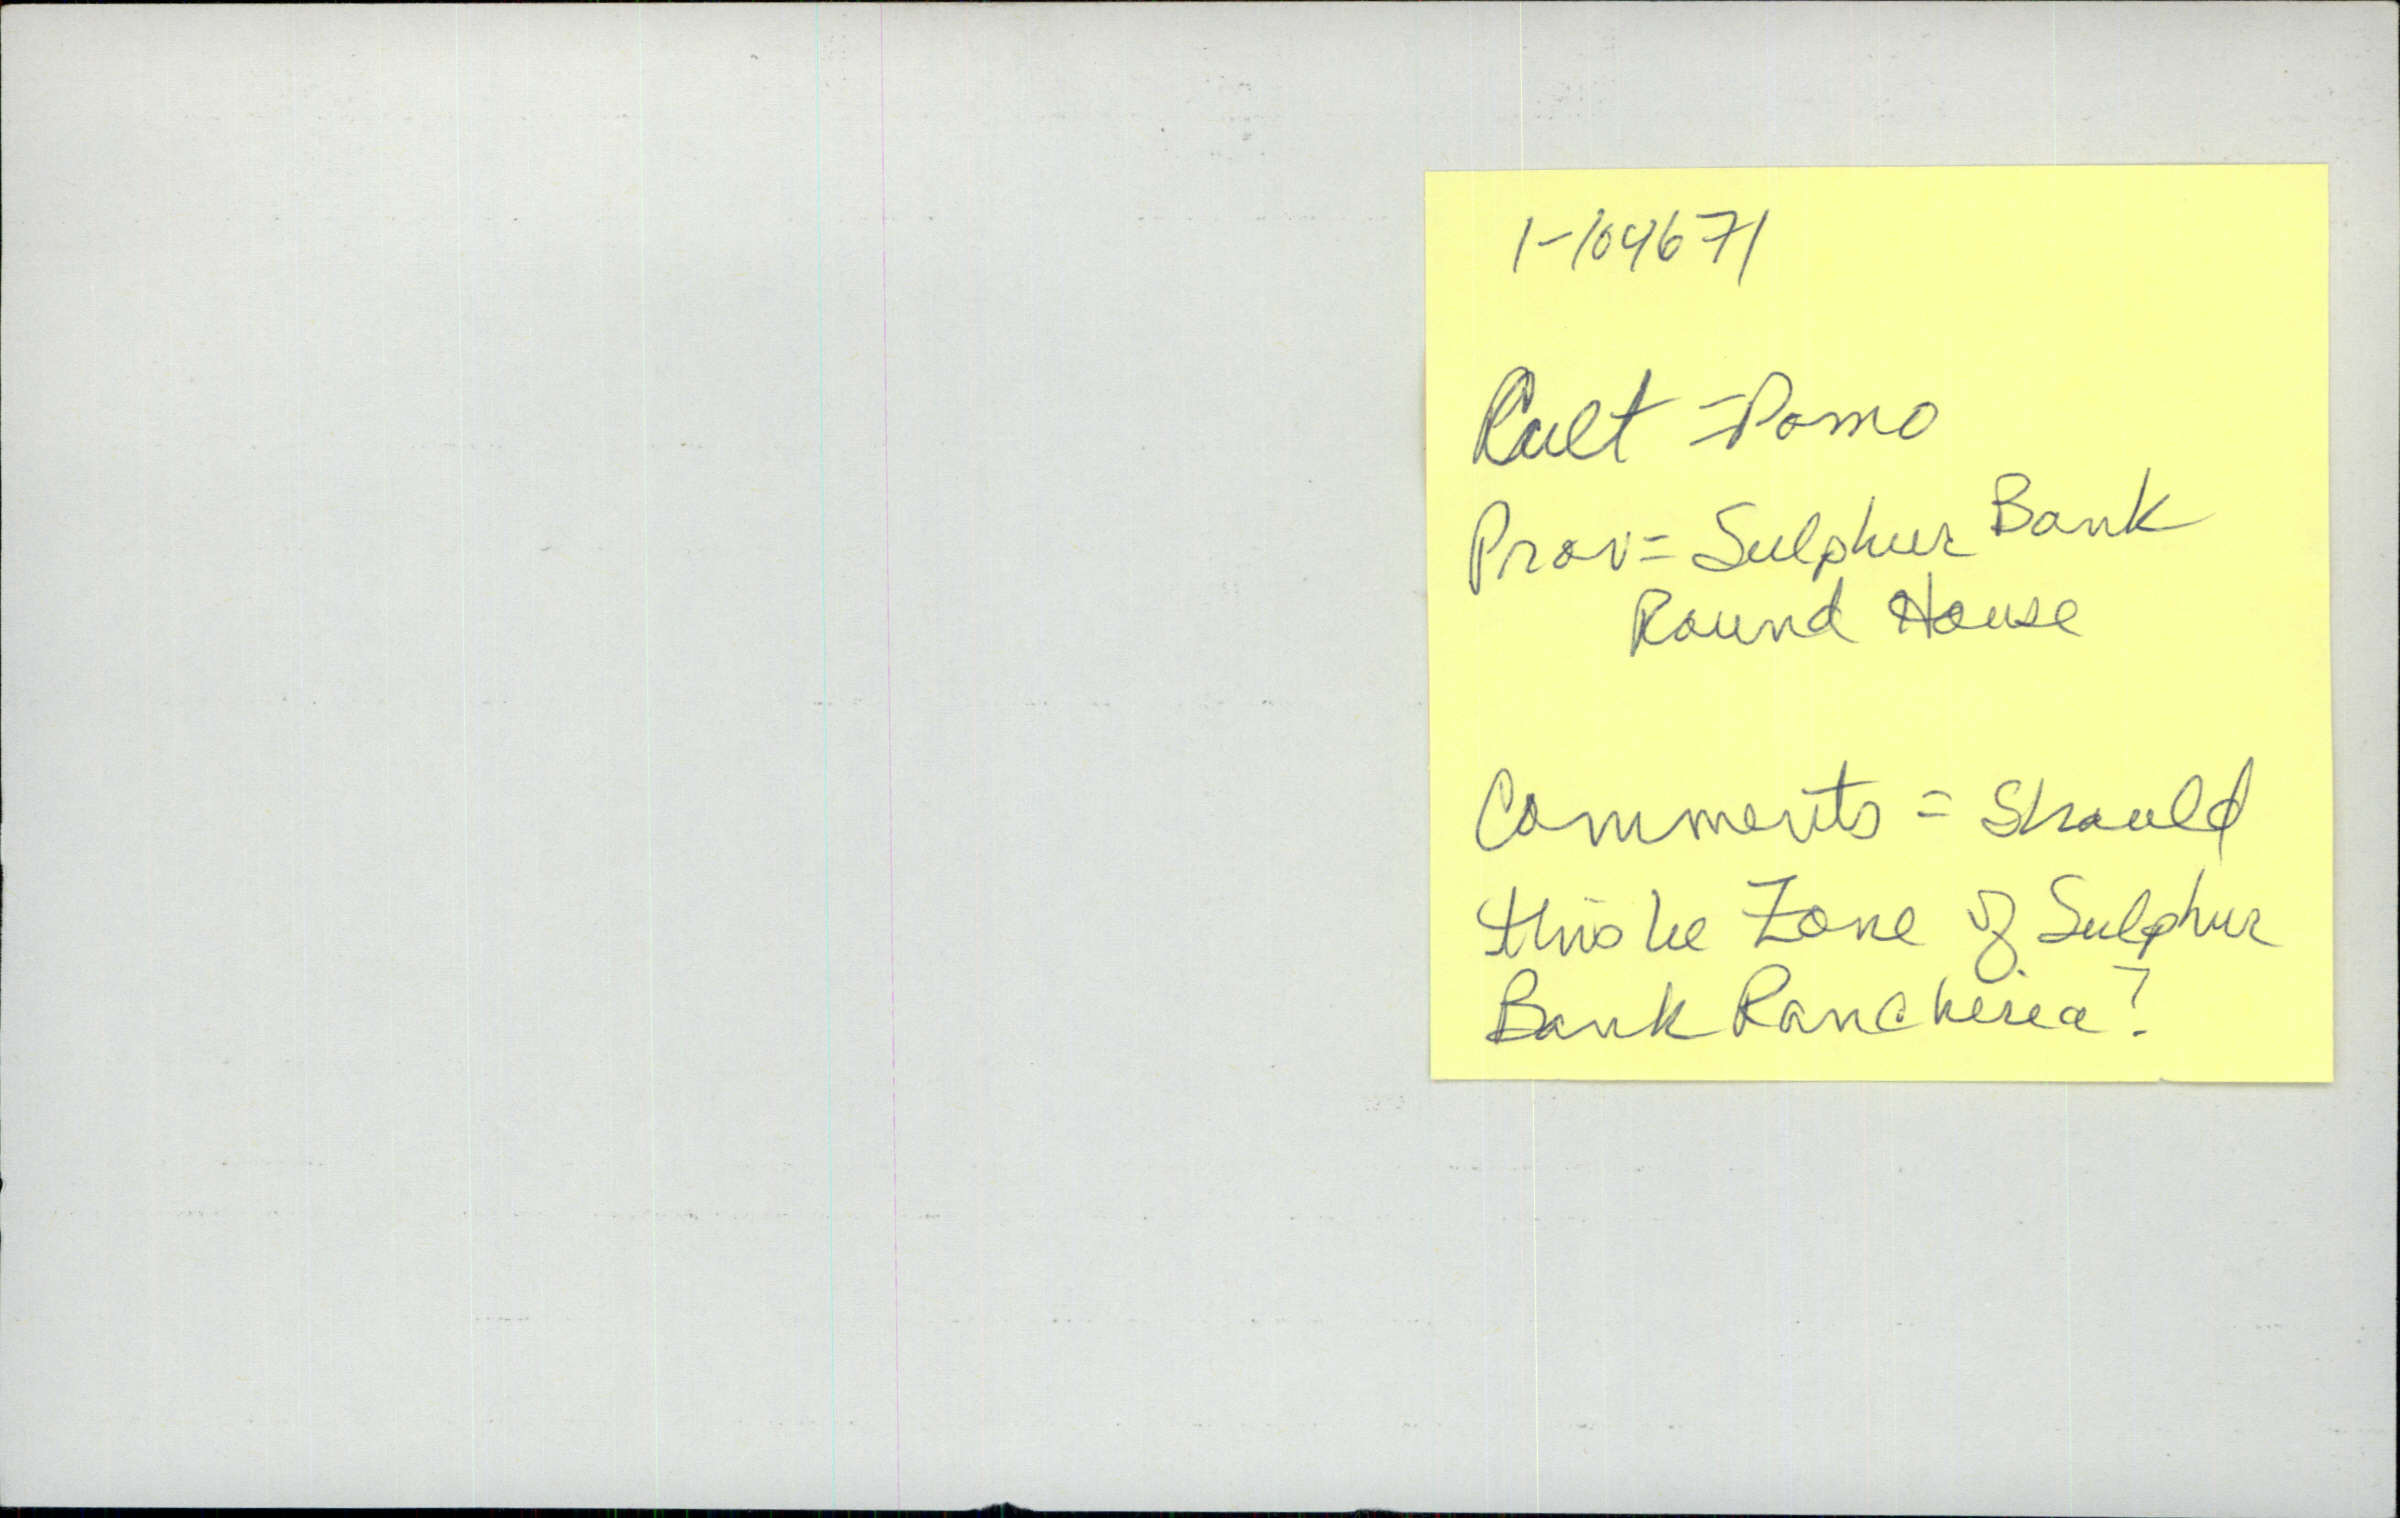 1-104671
Cult = Pomo
Prov = Sulphur Bank
Round House
Comments = Should
this be Zone of Sulphur
Bank Rancheria?